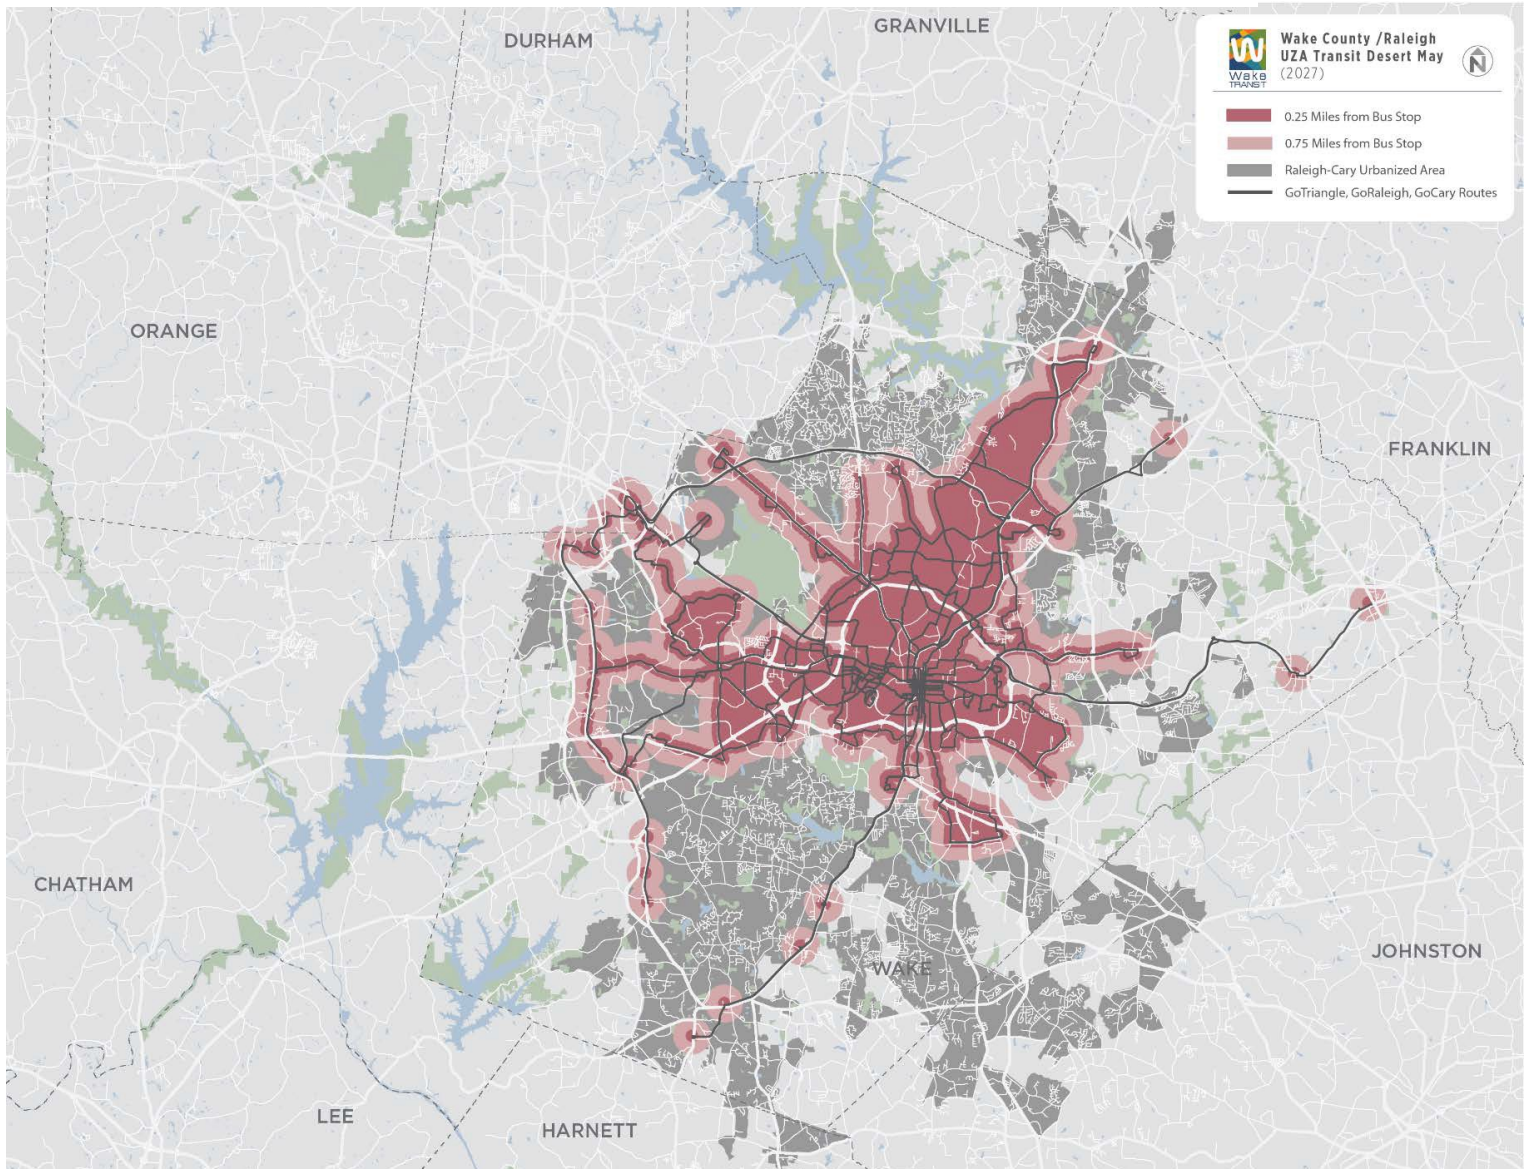 GRANVILLE
DURHAM
Wake
TRANSIT
Wake County /Raleigh
UZA Transit Desert May
(2027)
N
0.25 Miles from Bus Stop
0.75 Miles from Bus Stop
Raleigh-Cary Urbanized Area
GoTriangle, GoRaleigh, GoCary Routes
ORANGE
FRANKLIN
CHATHAM
JOHNSTON
WAKE
LEE
HARNETT